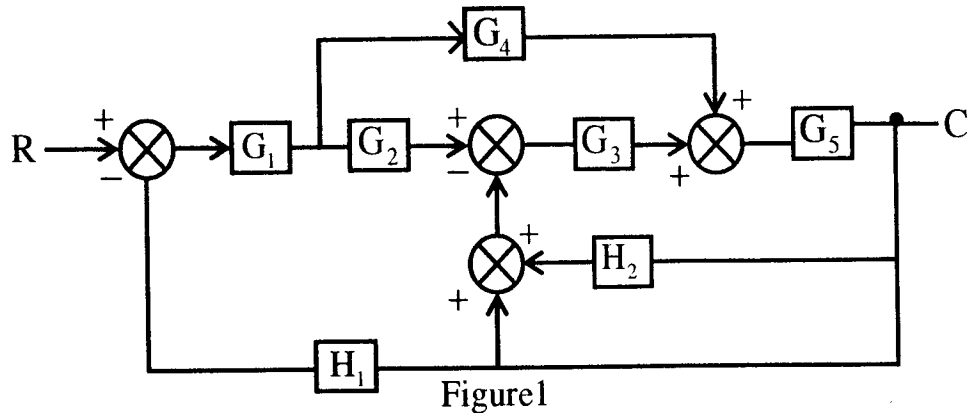 G₄
R + − G₁ G₂ + − G₃ + + G₅ C
+ H₂
+
H₁
Figure1